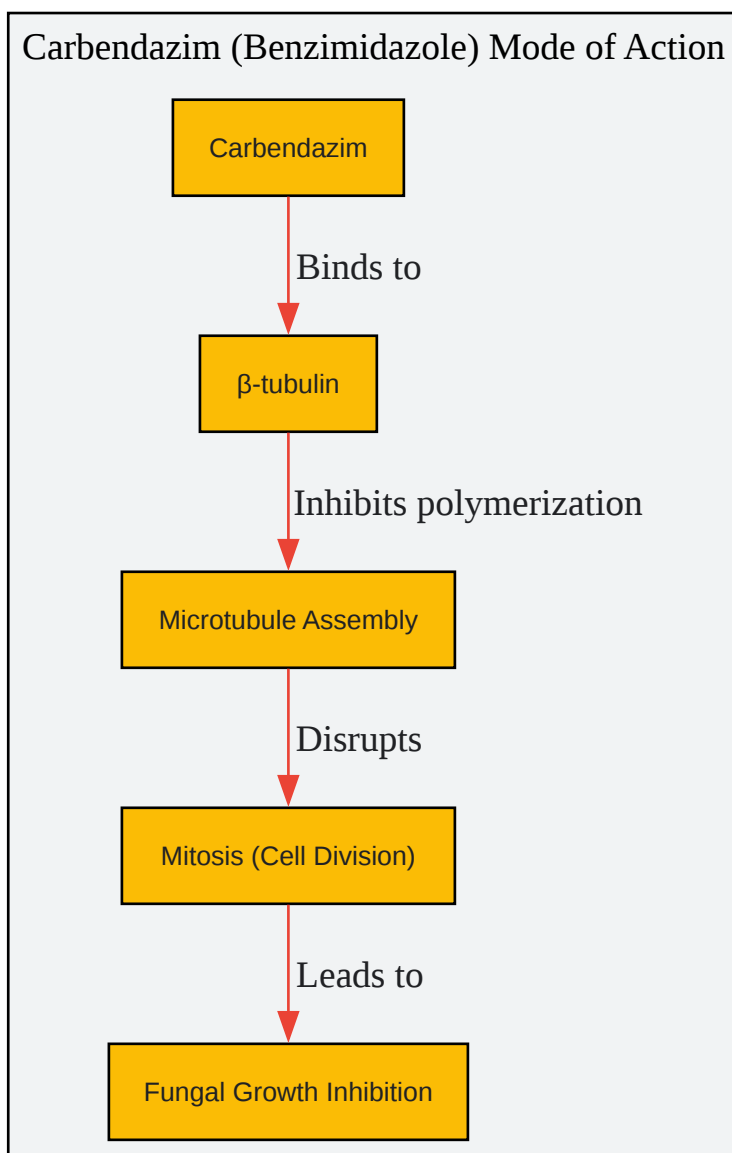 Carbendazim (Benzimidazole) Mode of Action
Carbendazim
Binds to
β-tubulin
Inhibits polymerization
Microtubule Assembly
Disrupts
Mitosis (Cell Division)
Leads to
Fungal Growth Inhibition